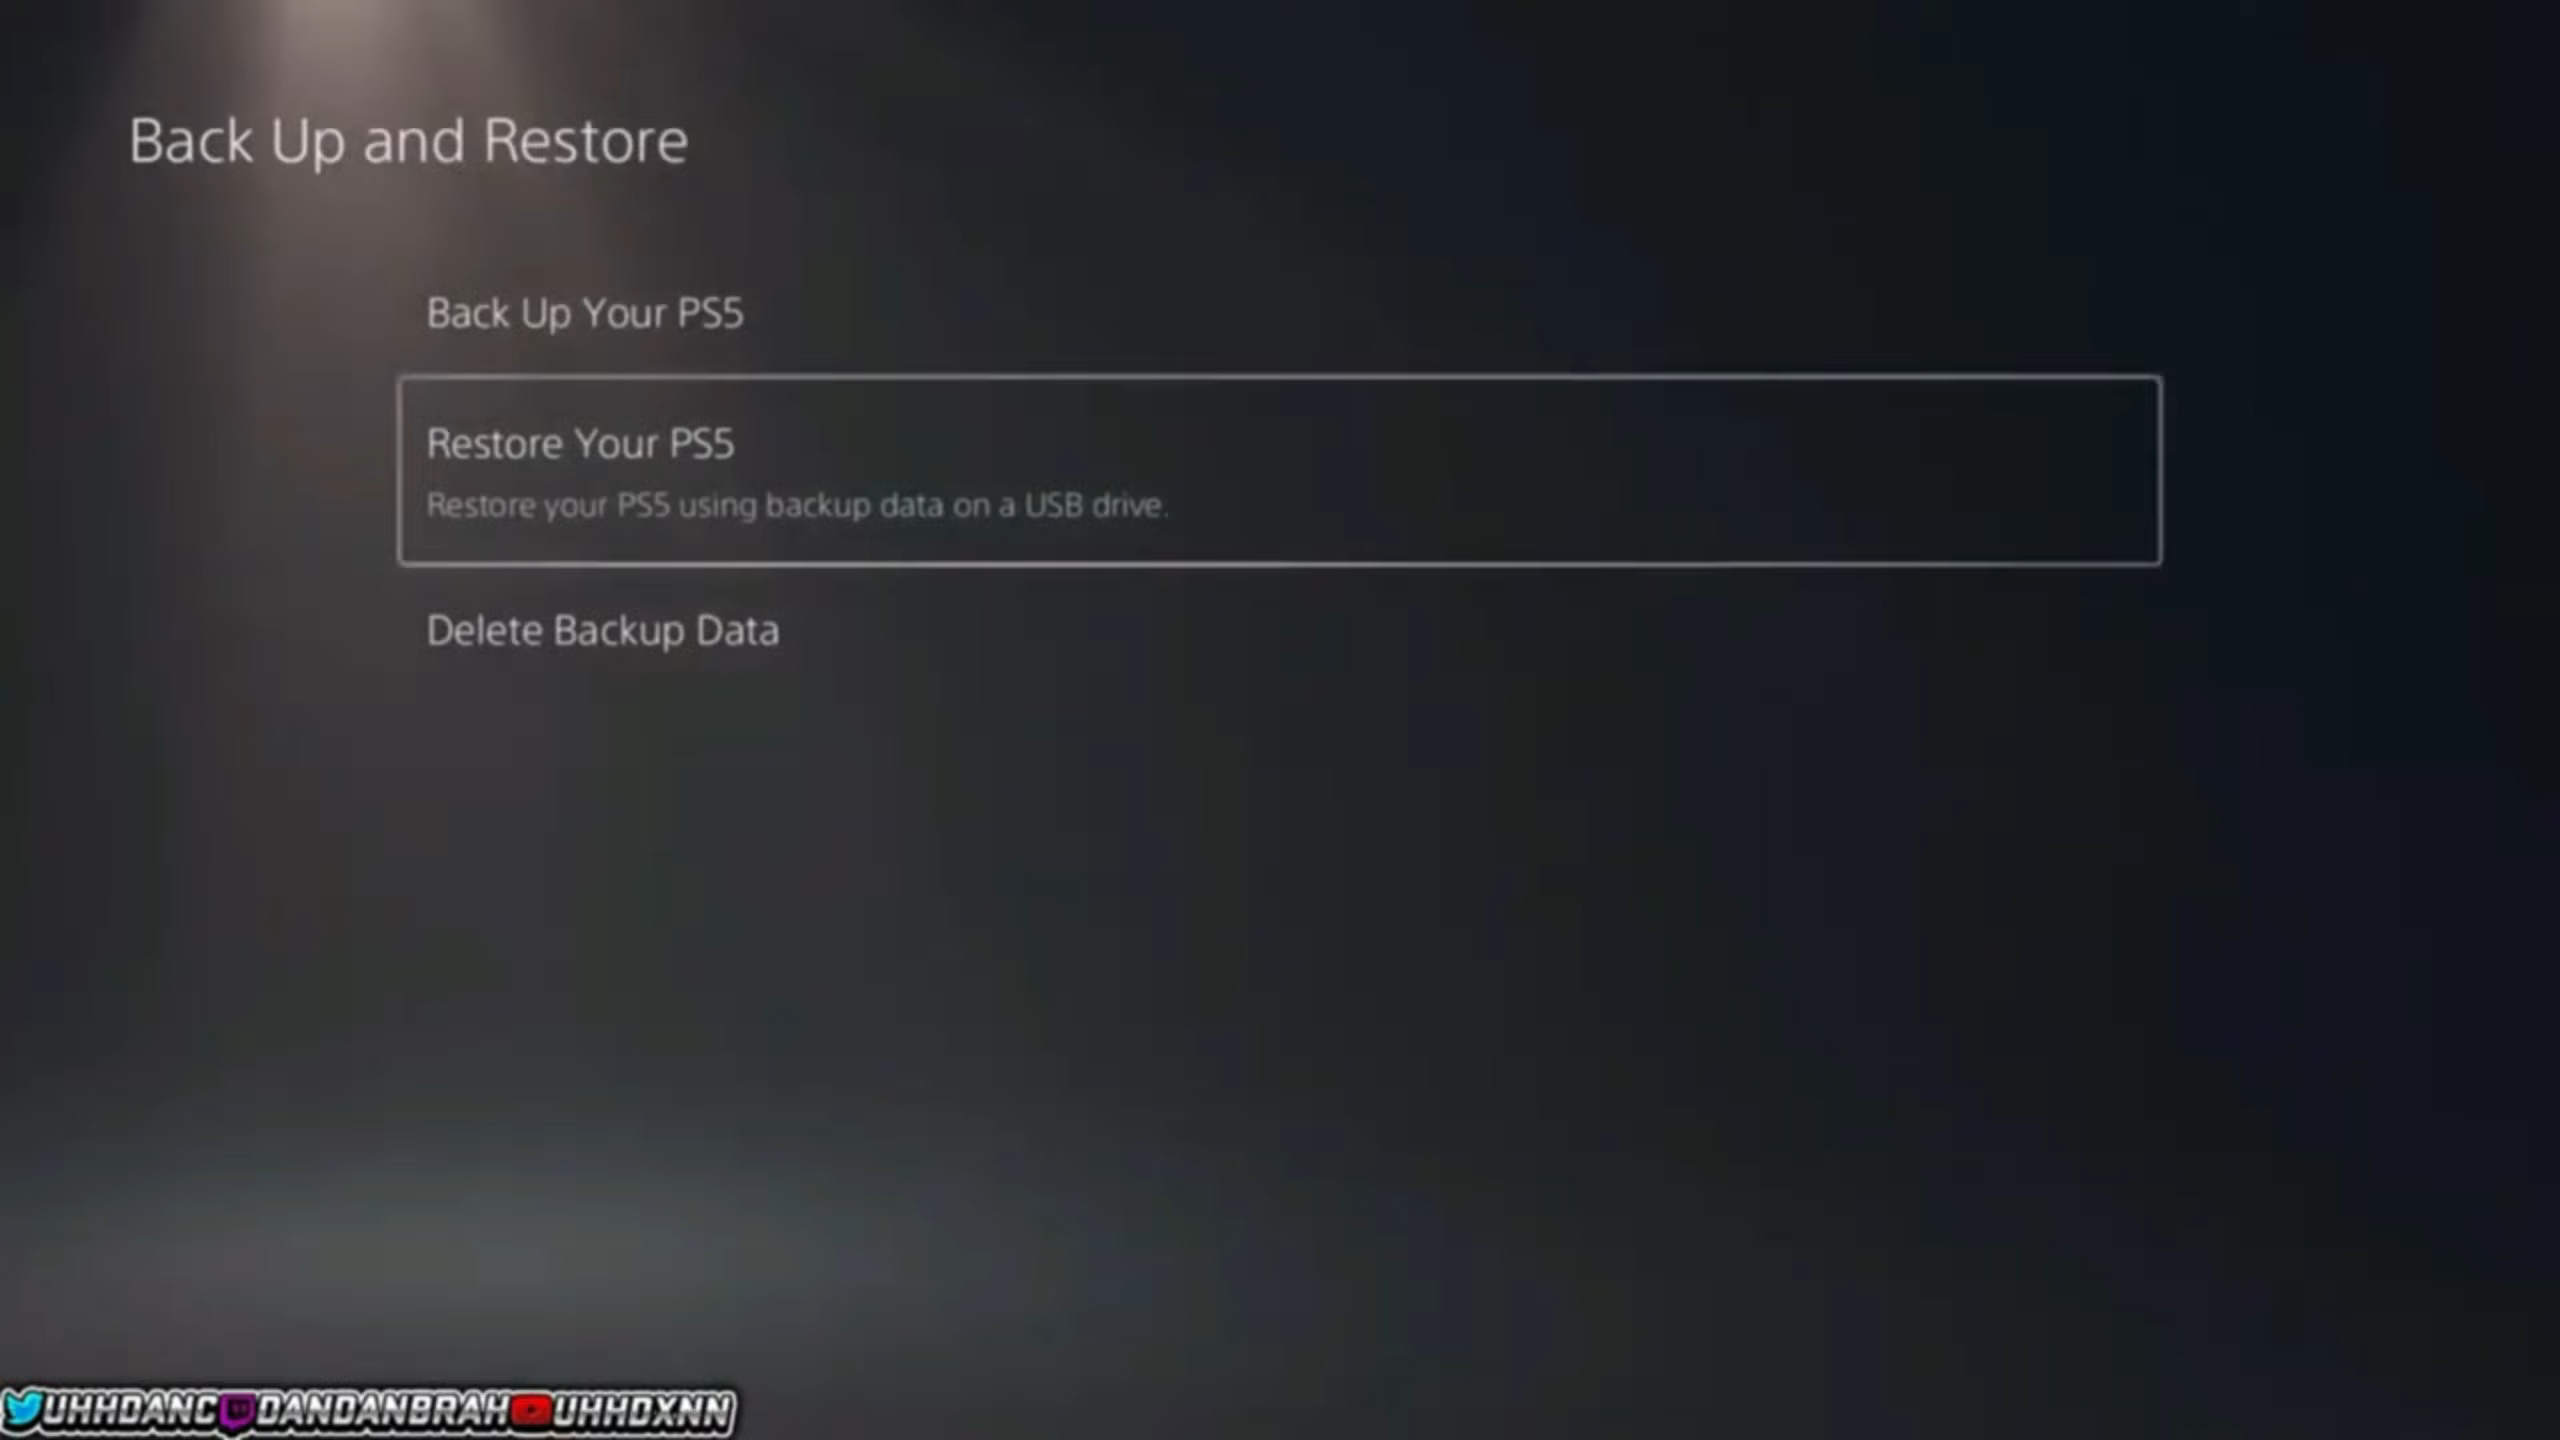 Back Up and Restore
Back Up Your PS5
Restore Your PS5
Restore your PS5 using backup data on a USB drive.
Delete Backup Data
UHHDANC DANDANBRAH UHHDXNN